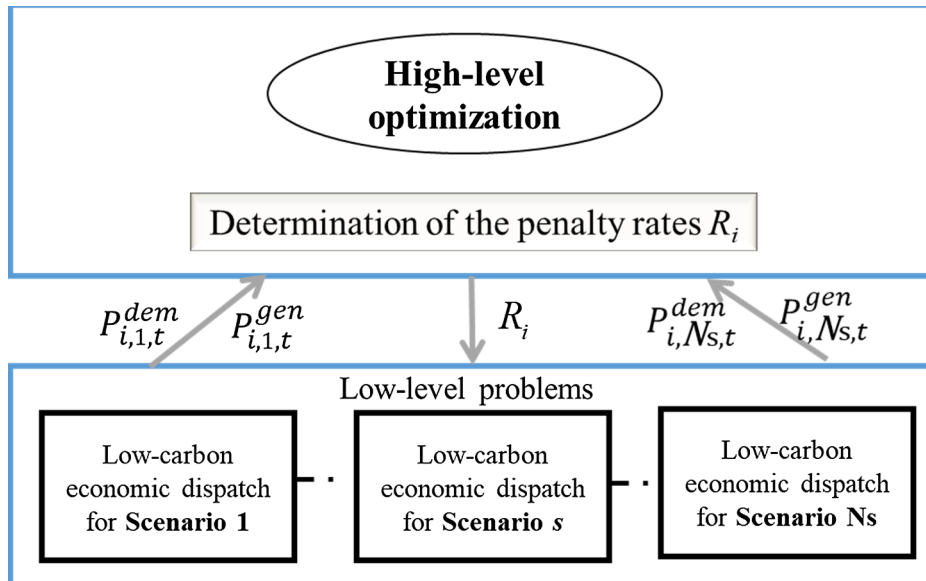 High-level
optimization
Determination of the penalty rates $R_i$
$P_{i,1,t}^{dem}$ $P_{i,1,t}^{gen}$ $R_i$ $P_{i,N_S,t}^{dem}$ $P_{i,N_S,t}^{gen}$
Low-level problems
Low-carbon
economic dispatch
for Scenario 1
Low-carbon
economic dispatch
for Scenario s
Low-carbon
economic dispatch
for Scenario Ns